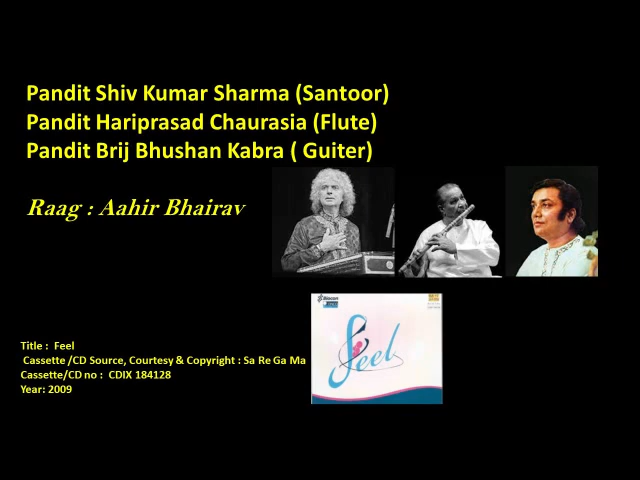 Pandit Shiv Kumar Sharma (Santoor)
Pandit Hariprasad Chaurasia (Flute)
Pandit Brij Bhushan Kabra ( Guiter)
Raag : Aahir Bhairav
Feel
Title :  Feel
Cassette /CD Source, Courtesy & Copyright : Sa Re Ga Ma
Cassette/CD no :  CDIX 184128
Year: 2009